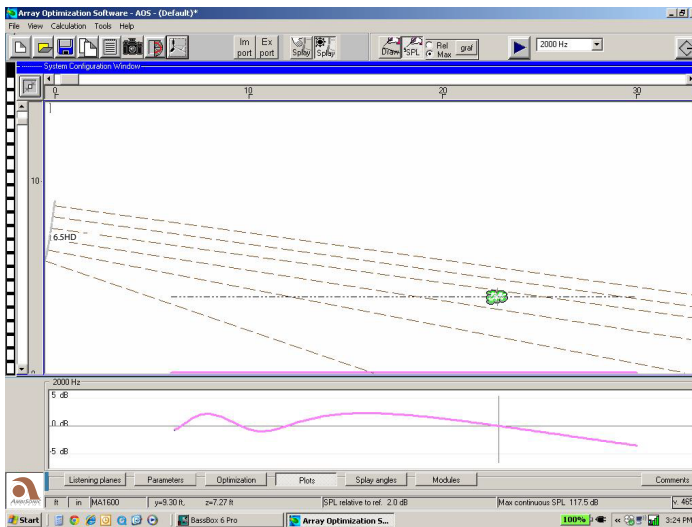 Array Optimization Software - AOS - (Default)*
File View Calculation Tools Help
Im port Ex port Splay Splay Draw SPL Rel Max graf 2000 Hz
System Configuration Window
0 10 20 30
10
6.5HD
0
2000 Hz
5 dB
0 dB
-5 dB
Listening planes Parameters Optimization Plots Splay angles Modules Comments
ft in MA1600 y=9.30 ft, z=7.27 ft SPL relative to ref. 2.0 dB Max continuous SPL 117.5 dB v. 465
Start BassBox 6 Pro Array Optimization S... 100% 3:24 PM